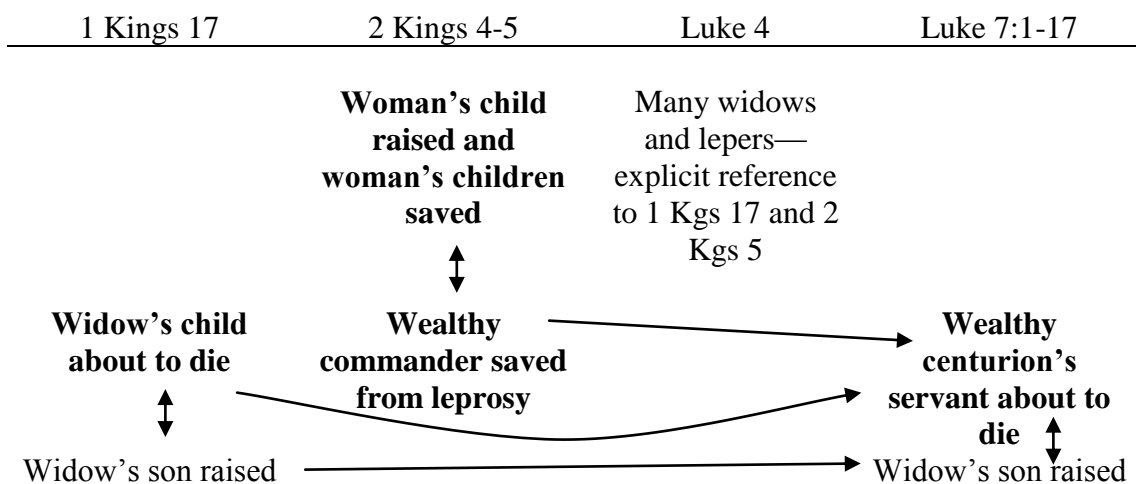 1 Kings 17 2 Kings 4-5 Luke 4 Luke 7:1-17
Woman’s child
raised and
woman’s children
saved
Many widows
and lepers—
explicit reference
to 1 Kgs 17 and 2
Kgs 5
Widow’s child
about to die
Wealthy
commander saved
from leprosy
Wealthy
centurion’s
servant about to
die
Widow’s son raised
Widow’s son raised